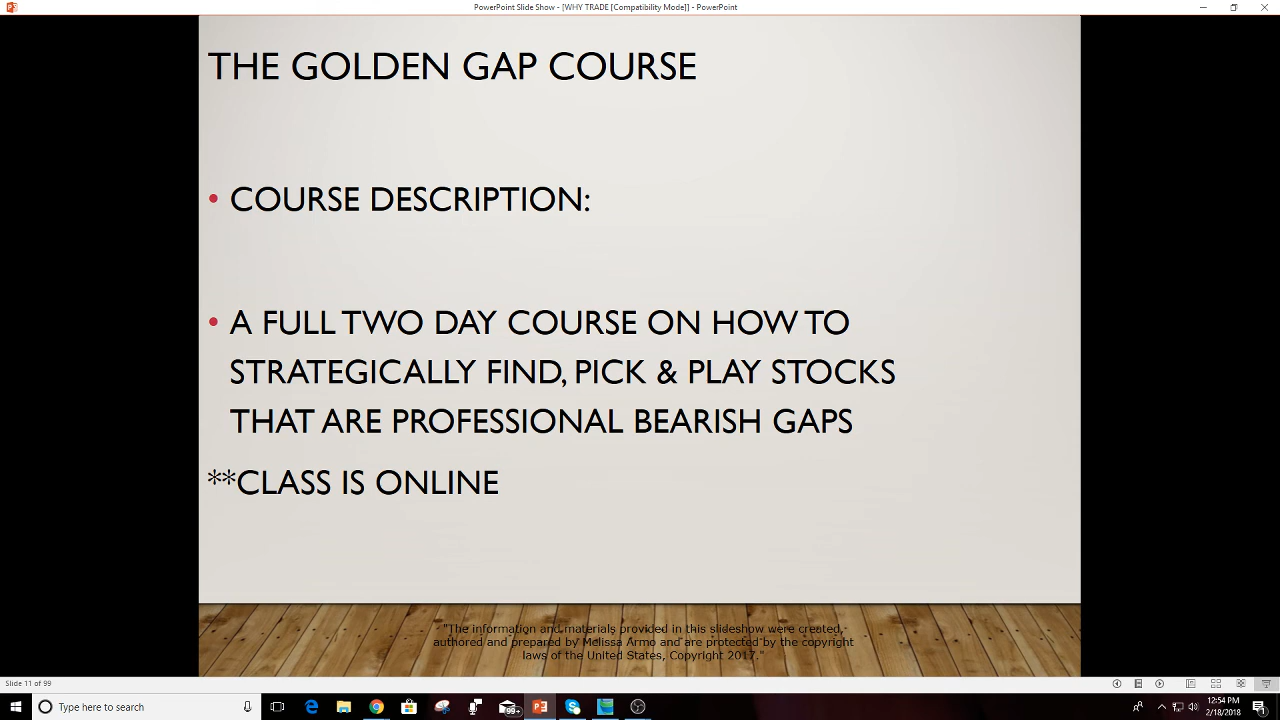 PowerPoint Slide Show - [WHY TRADE [Compatibility Mode]] - PowerPoint
THE GOLDEN GAP COURSE
• COURSE DESCRIPTION:
• A FULL TWO DAY COURSE ON HOW TO
STRATEGICALLY FIND, PICK & PLAY STOCKS
THAT ARE PROFESSIONAL BEARISH GAPS
**CLASS IS ONLINE
"The information and materials provided in this slideshow were created,
authored and prepared by Melissa Armo and are protected by the copyright
laws of the United States, Copyright 2017."
Slide 11 of 99
Type here to search
99+
12:54 PM
2/18/2018
1